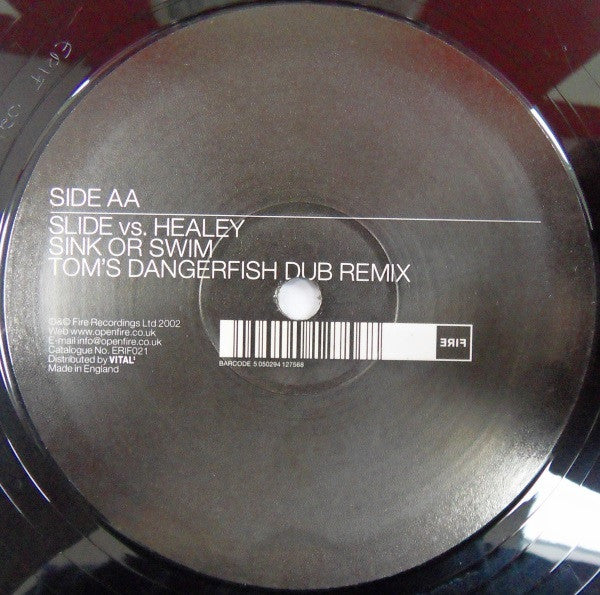 SIDE AA
SLIDE vs. HEALEY
SINK OR SWIM
TOM'S DANGERFISH DUB REMIX
℗&© Fire Recordings Ltd 2002
Web www.openfire.co.uk
E-mail info@openfire.co.uk
Catalogue No. ERIF021
Distributed by VITAL:
Made in England
BARCODE 5 050294 127568
FIRE